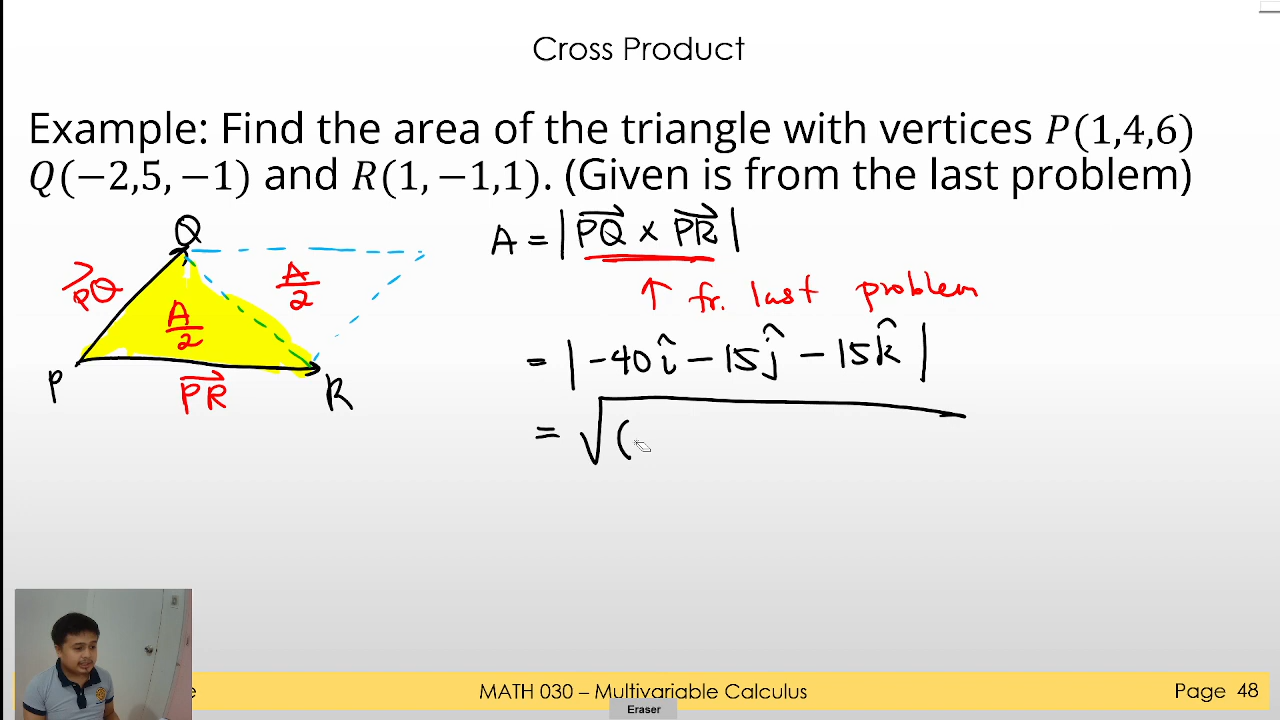 Cross Product
Example: Find the area of the triangle with vertices P(1,4,6)
Q(−2,5, −1) and R(1, −1,1). (Given is from the last problem)
Q
PQ
A/2
A/2
P
PR
R
A = | PQ × PR |
↑ fr. last problem
= | -40î - 15ĵ - 15k̂ |
= √(
e
MATH 030 – Multivariable Calculus
Page 48
Eraser